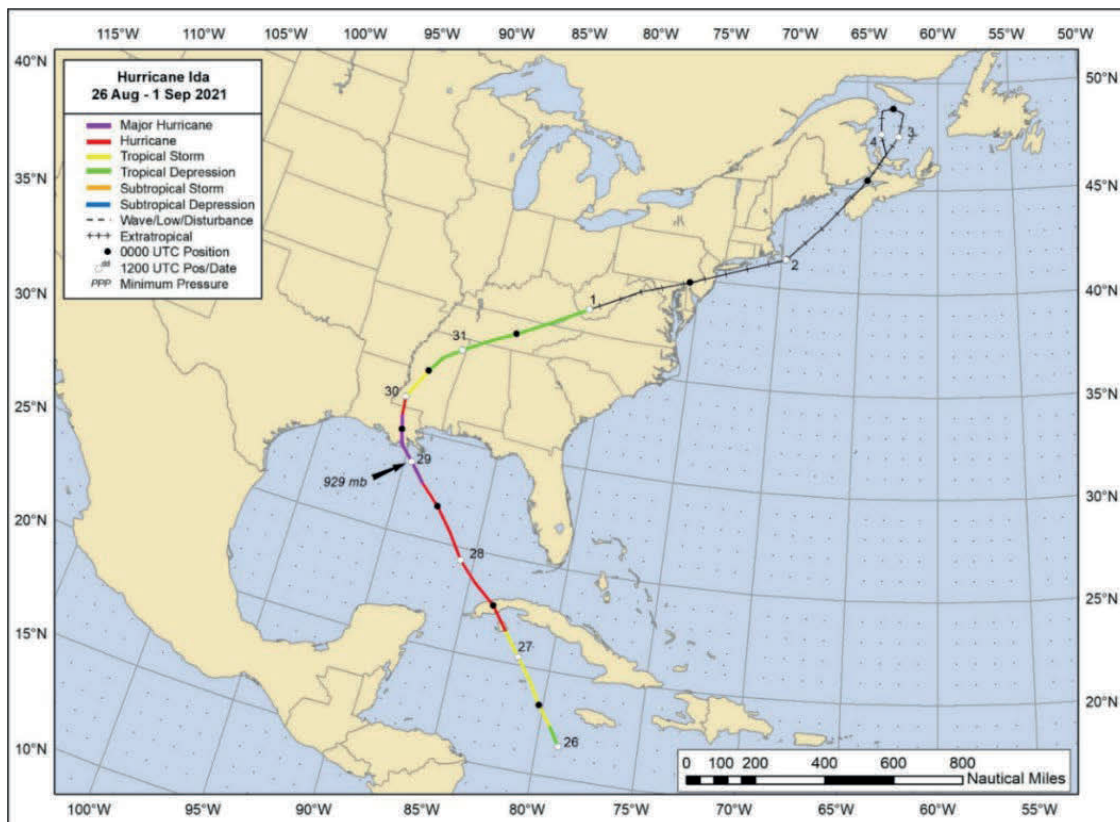 115°W 110°W 105°W 100°W 95°W 90°W 85°W 80°W 75°W 70°W 65°W 60°W 55°W 50°W
40°N
50°N
Hurricane Ida
26 Aug - 1 Sep 2021
Major Hurricane
Hurricane
Tropical Storm
Tropical Depression
Subtropical Storm
Subtropical Depression
Wave/Low/Disturbance
Extratropical
0000 UTC Position
dd
1200 UTC Pos/Date
PPP Minimum Pressure
4 3
35°N
45°N
2
30°N
40°N
1
31
30
25°N
35°N
29
929 mb
20°N
30°N
28
15°N
25°N
27
10°N
20°N
26
0 100 200 400 600 800
Nautical Miles
100°W 95°W 90°W 85°W 80°W 75°W 70°W 65°W 60°W 55°W